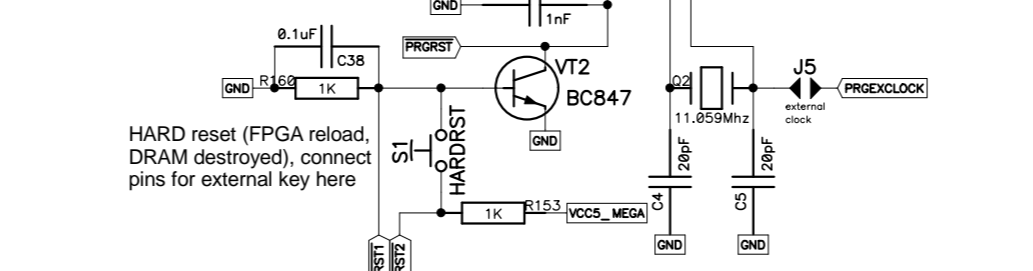 GND
1nF
0.1uF
C38
PRGRST
VT2
BC847
GND
R160
1K
Q2
11.059Mhz
J5
external
clock
PRGEXCLOCK
HARD reset (FPGA reload,
DRAM destroyed), connect
pins for external key here
S1
HARDRST
GND
20pF
20pF
C4
C5
1K
R153
VCC5_MEGA
GND
GND
RST1
RST2